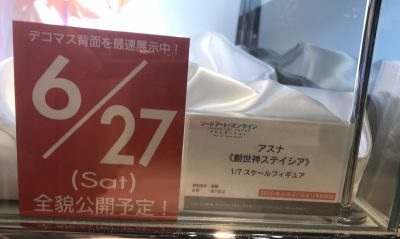 デコマス背面を最速展示中!
6/27
(Sat)
全貌公開予定!
ソードアート・オンライン
アスナ
《創世神ステイシア》
1/7 スケールフィギュア